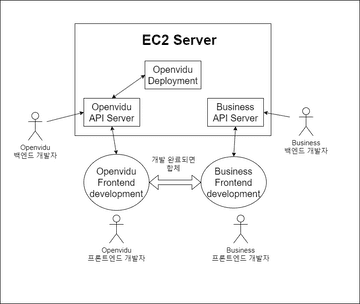 EC2 Server
Openvidu
Deployment
Openvidu
API Server
Business
API Server
Openvidu
백엔드 개발자
Business
백엔드 개발자
개발 완료되면
합체
Openvidu
Frontend
development
Business
Frontend
development
Openvidu
프론트엔드 개발자
Business
프론트엔드 개발자